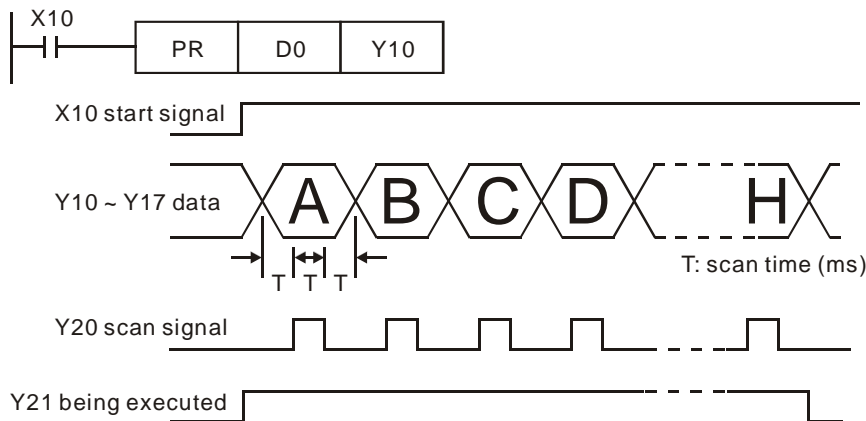 X10
PR D0 Y10
X10 start signal
Y10 ~ Y17 data
A B C D H
T T T
T: scan time (ms)
Y20 scan signal
Y21 being executed